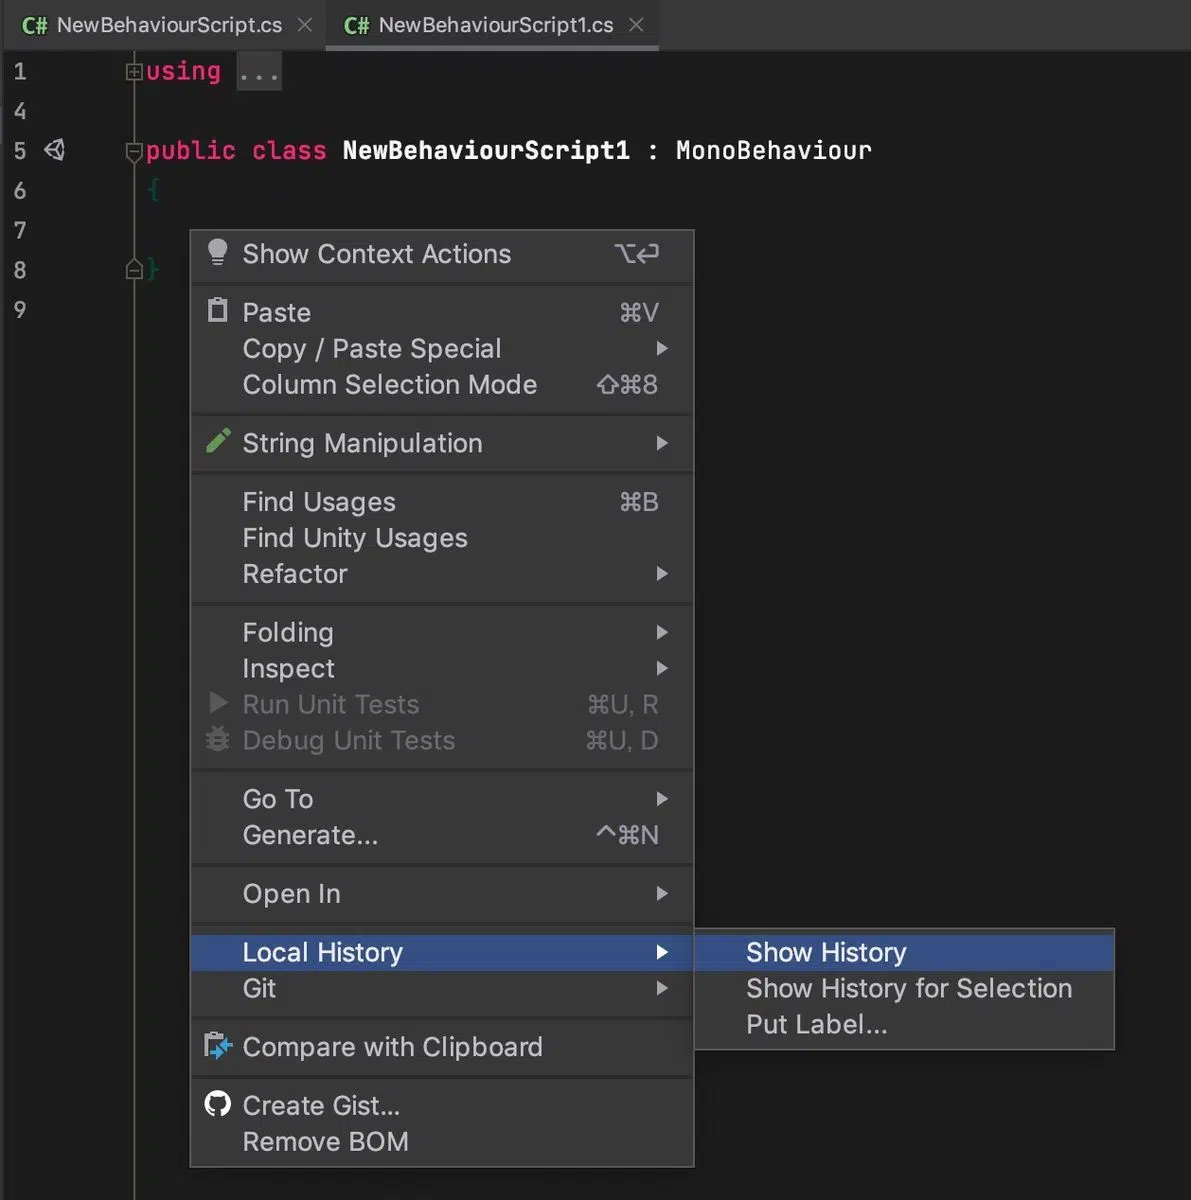 C# NewBehaviourScript.cs × C# NewBehaviourScript1.cs ×
1 using ...
4
5 public class NewBehaviourScript1 : MonoBehaviour
6 {
7
8 }
9
Show Context Actions ⌥↩
Paste ⌘V
Copy / Paste Special
Column Selection Mode ⇧⌘8
String Manipulation
Find Usages ⌘B
Find Unity Usages
Refactor
Folding
Inspect
Run Unit Tests ⌘U, R
Debug Unit Tests ⌘U, D
Go To
Generate... ^⌘N
Open In
Local History
Git
Compare with Clipboard
Create Gist...
Remove BOM
Show History
Show History for Selection
Put Label...